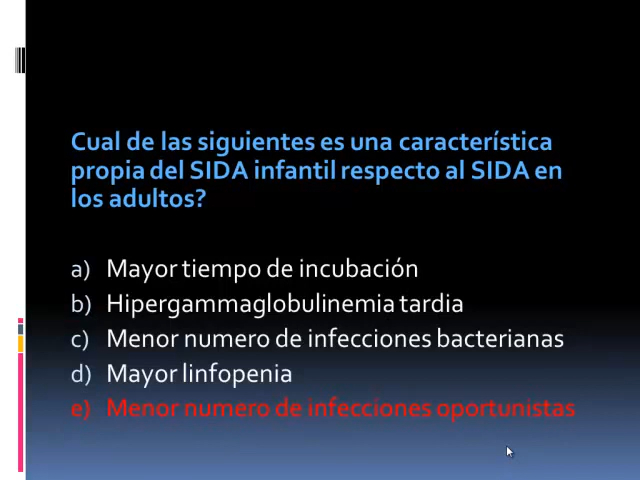 Cual de las siguientes es una característica
propia del SIDA infantil respecto al SIDA en
los adultos?
a) Mayor tiempo de incubación
b) Hipergammaglobulinemia tardia
c) Menor numero de infecciones bacterianas
d) Mayor linfopenia
e) Menor numero de infecciones oportunistas